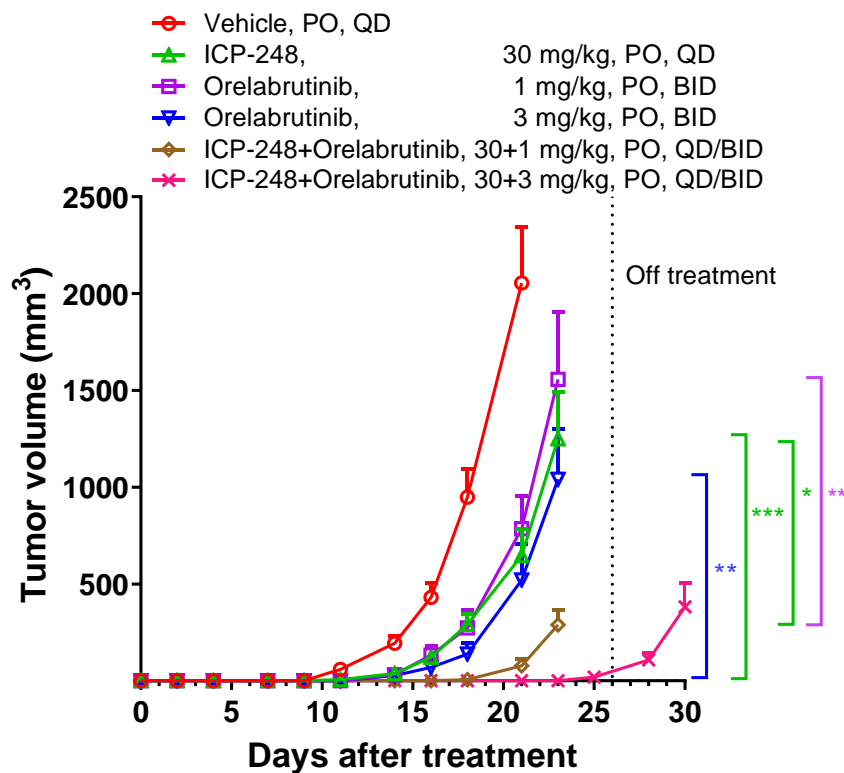 Vehicle, PO, QD
ICP-248, 30 mg/kg, PO, QD
Orelabrutinib, 1 mg/kg, PO, BID
Orelabrutinib, 3 mg/kg, PO, BID
ICP-248+Orelabrutinib, 30+1 mg/kg, PO, QD/BID
ICP-248+Orelabrutinib, 30+3 mg/kg, PO, QD/BID
2500
2000
1500
1000
500
Tumor volume (mm³)
Off treatment
**
***
*
**
0 5 10 15 20 25 30
Days after treatment